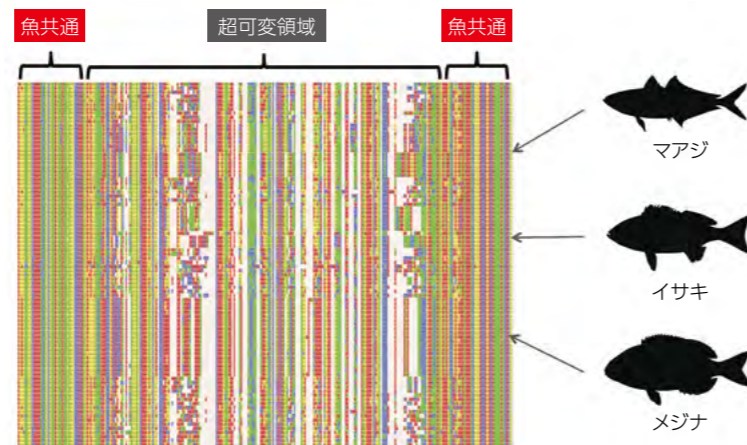 魚共通
超可変領域
魚共通
マアジ
イサキ
メジナ